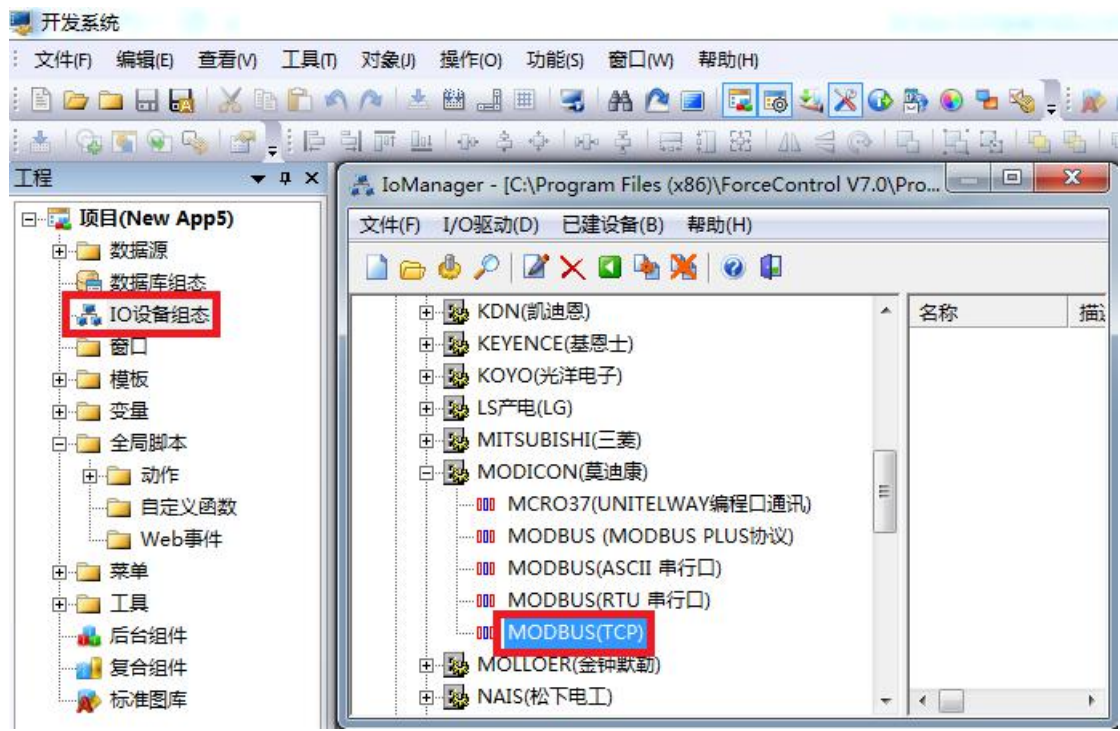 开发系统
文件(F) 编辑(E) 查看(V) 工具(T) 对象(J) 操作(O) 功能(S) 窗口(W) 帮助(H)
工程
项目(New App5)
数据源
数据库组态
IO设备组态
窗口
模板
变量
全局脚本
动作
自定义函数
Web事件
菜单
工具
后台组件
复合组件
标准图库
IoManager - [C:\Program Files (x86)\ForceControl V7.0\Pro...
文件(F) I/O驱动(D) 已建设备(B) 帮助(H)
KDN(凯迪恩)
KEYENCE(基恩士)
KOYO(光洋电子)
LS产电(LG)
MITSUBISHI(三菱)
MODICON(莫迪康)
MCRO37(UNITELWAY编程口通讯)
MODBUS (MODBUS PLUS协议)
MODBUS(ASCII 串行口)
MODBUS(RTU 串行口)
MODBUS(TCP)
MOLLOER(金钟默勒)
NAIS(松下电工)
名称